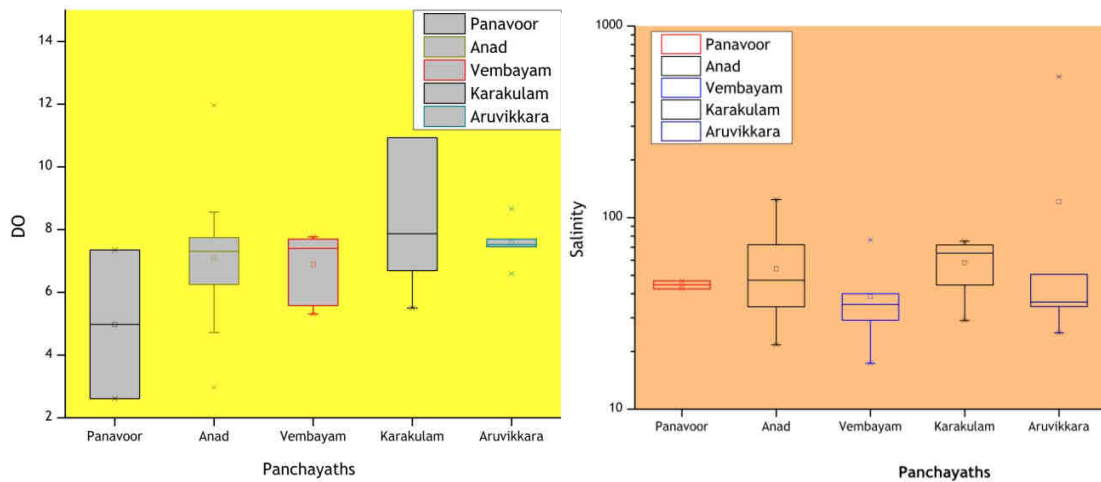 15
14
12
10
8
6
4
2
DO
Panavoor
Anad
Vembayam
Karakulam
Aruvikkara
Panavoor
Anad
Vembayam
Karakulam
Aruvikkara
Panchayaths
1000
100
10
Salinity
Panavoor
Anad
Vembayam
Karakulam
Aruvikkara
Panavoor
Anad
Vembayam
Karakulam
Aruvikkara
Panchayaths